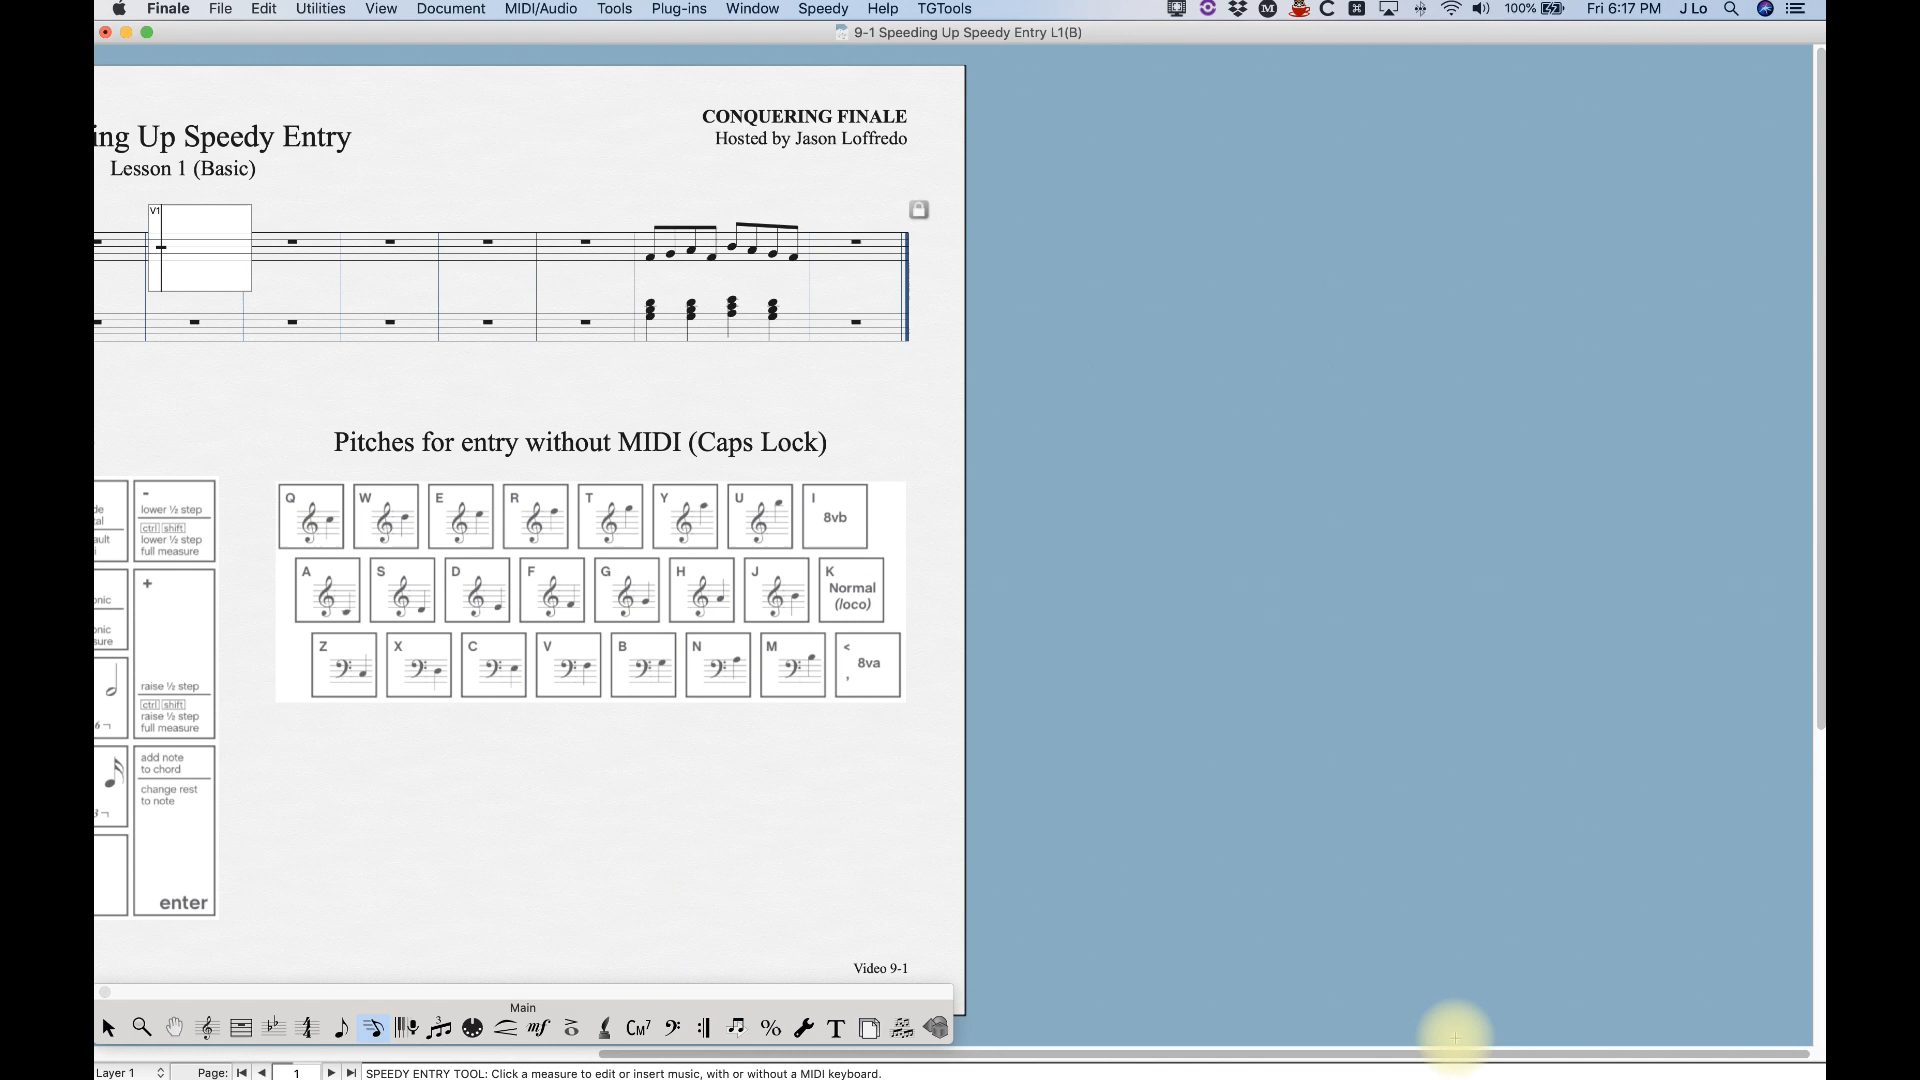 Finale File Edit Utilities View Document MIDI/Audio Tools Plug-ins Window Speedy Help TGTools 100% Fri 6:17 PM J Lo
9-1 Speeding Up Speedy Entry L1(B)
CONQUERING FINALE
Hosted by Jason Loffredo
ing Up Speedy Entry
Lesson 1 (Basic)
V1
Pitches for entry without MIDI (Caps Lock)
Q W E R T Y U I
8vb
A S D F G H J K
Normal
(loco)
Z X C V B N M <
8va
,
-
lower ½ step
ctrl shift
lower ½ step
full measure
+
raise ½ step
ctrl shift
raise ½ step
full measure
add note
to chord
change rest
to note
enter
Video 9-1
Main
mf CM7 % T
Layer 1 Page: 1 SPEEDY ENTRY TOOL: Click a measure to edit or insert music, with or without a MIDI keyboard.